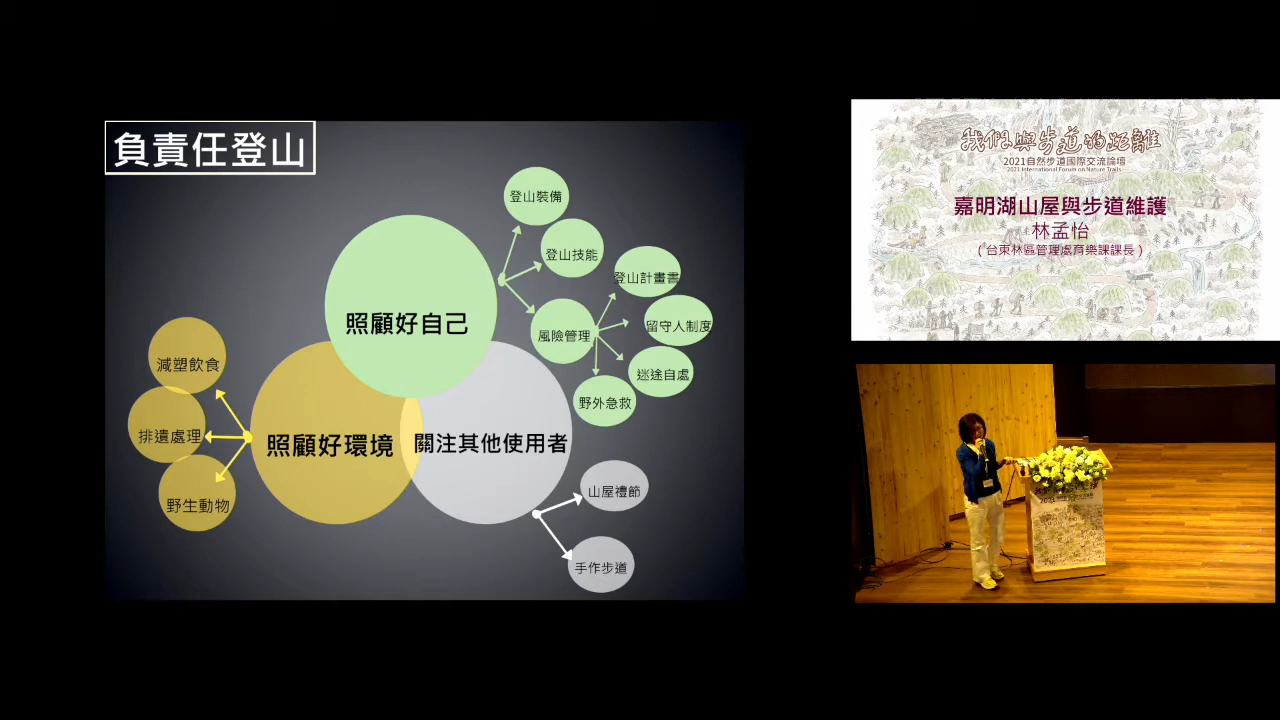 負責任登山
登山裝備
登山技能
登山計畫書
風險管理
留守人制度
迷途自處
野外急救
照顧好自己
減塑飲食
排遺處理
野生動物
照顧好環境
關注其他使用者
山屋禮節
手作步道
我們與步道的距離
2021自然步道國際交流論壇
2021 International Forum on Nature Trails
嘉明湖山屋與步道維護
林孟怡
(台東林區管理處育樂課課長)